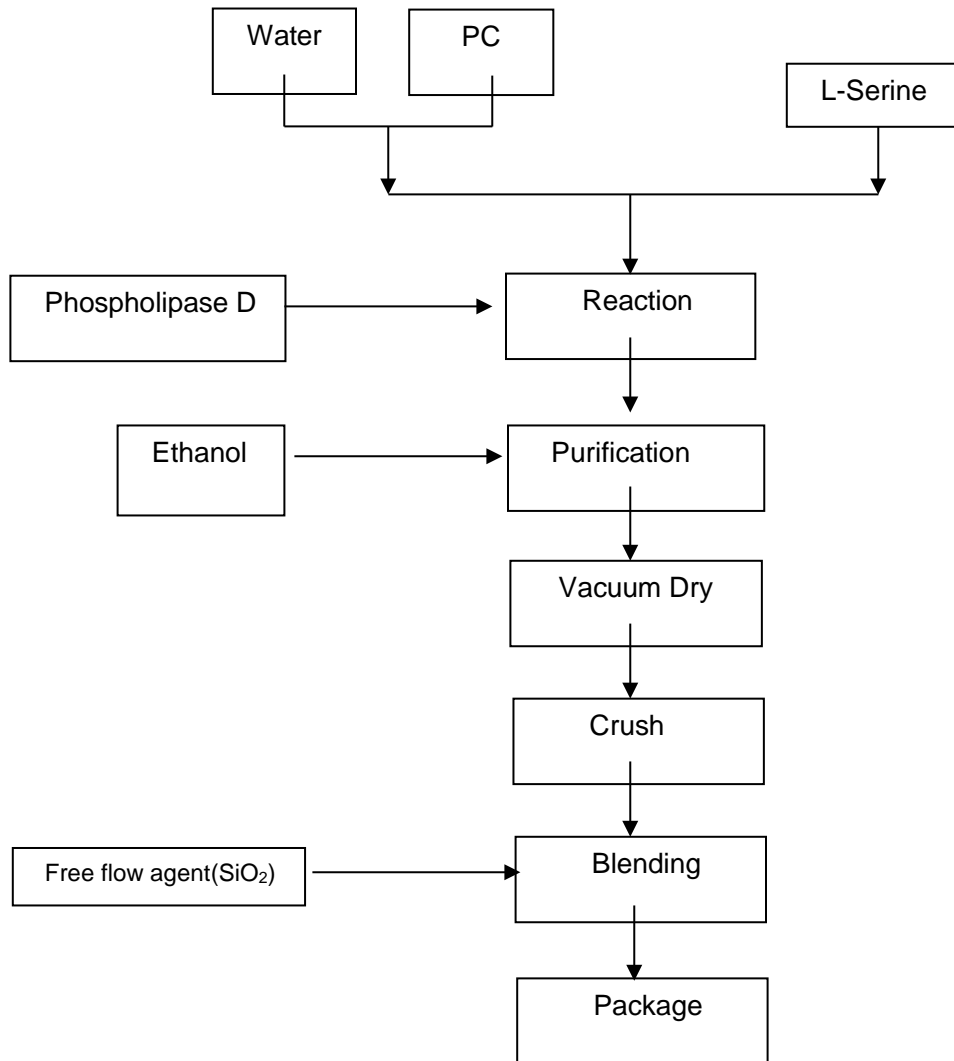 Water
PC
L-Serine
Phospholipase D
Reaction
Ethanol
Purification
Vacuum Dry
Crush
Free flow agent(SiO₂)
Blending
Package